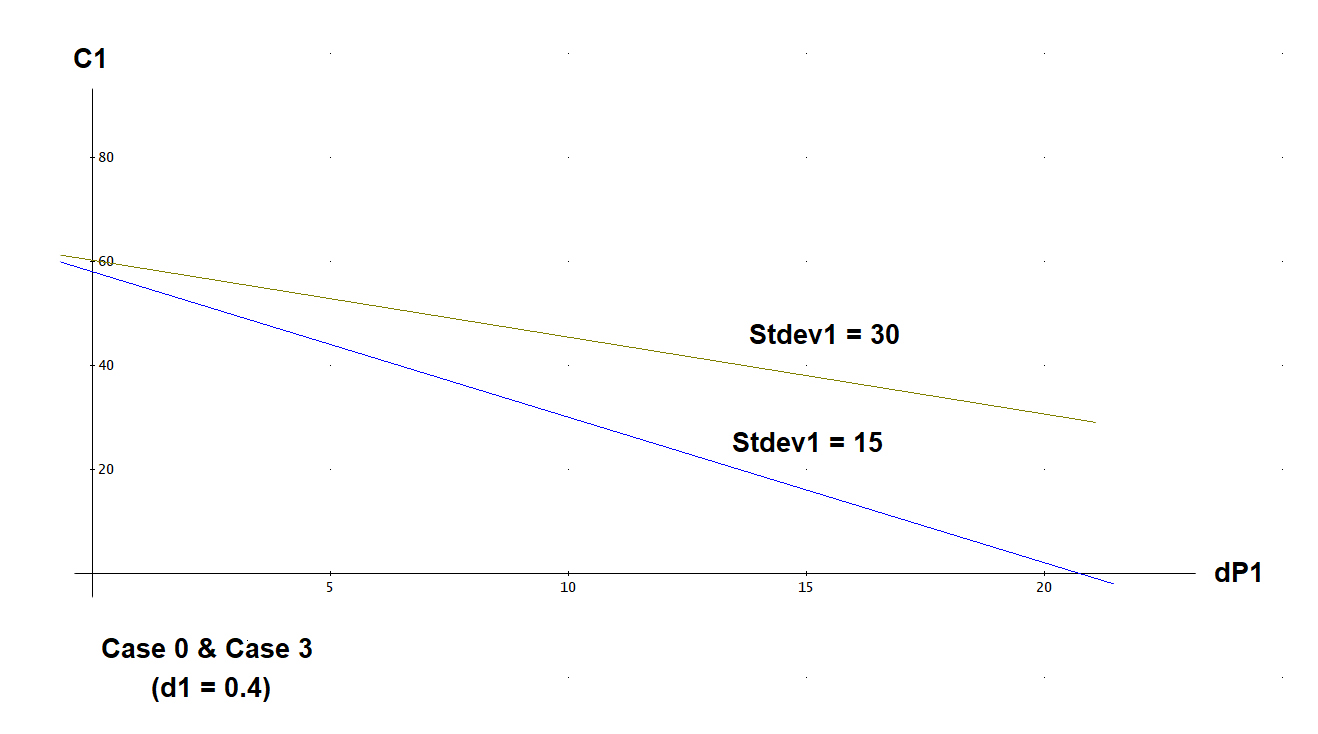 C1
80
60
40
20
Stdev1 = 30
Stdev1 = 15
5
10
15
20
dP1
Case 0 & Case 3
(d1 = 0.4)